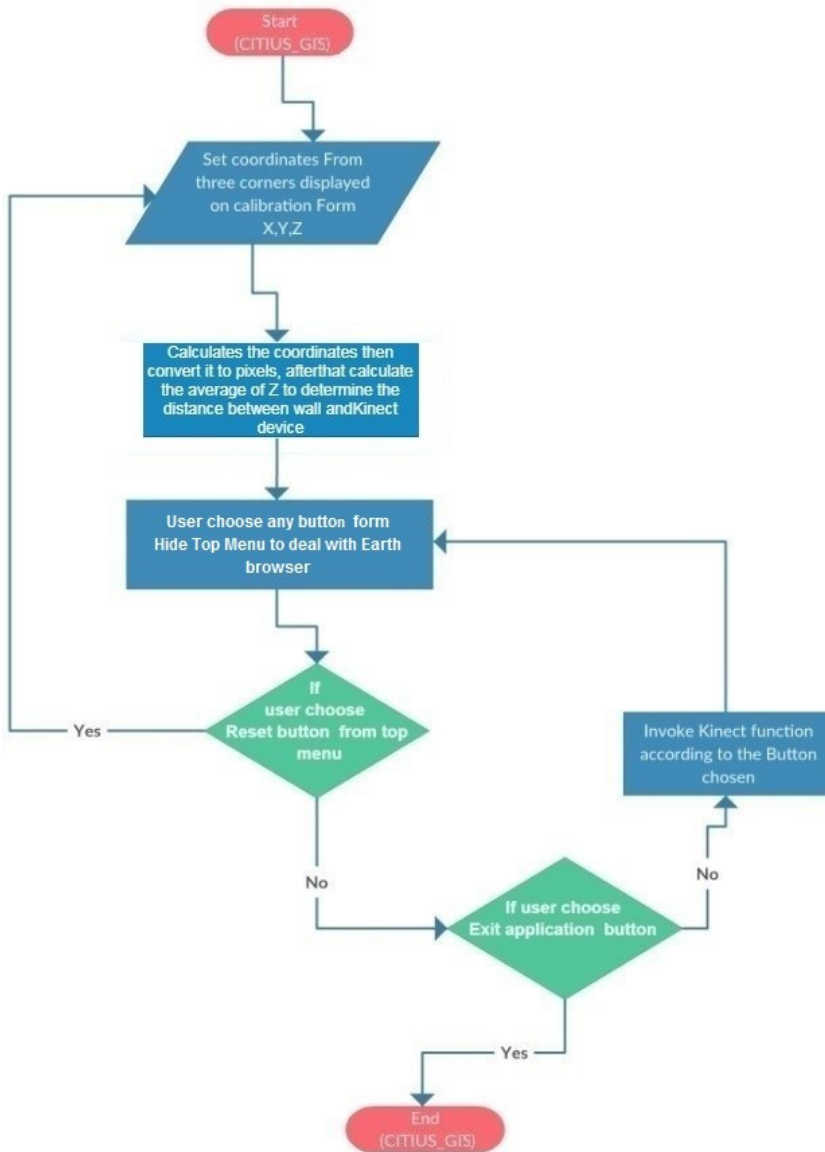 Start
(CITIUS_GIS)
Set coordinates From
three corners displayed
on calibration Form
X,Y,Z
Calculates the coordinates then
convert it to pixels, afterthat calculate
the average of Z to determine the
distance between wall andKinect
device
User choose any button form
Hide Top Menu to deal with Earth
browser
If
user choose
Reset button from top
menu
Yes
No
Invoke Kinect function
according to the Button
chosen
If user choose
Exit application button
No
Yes
End
(CITIUS_GIS)